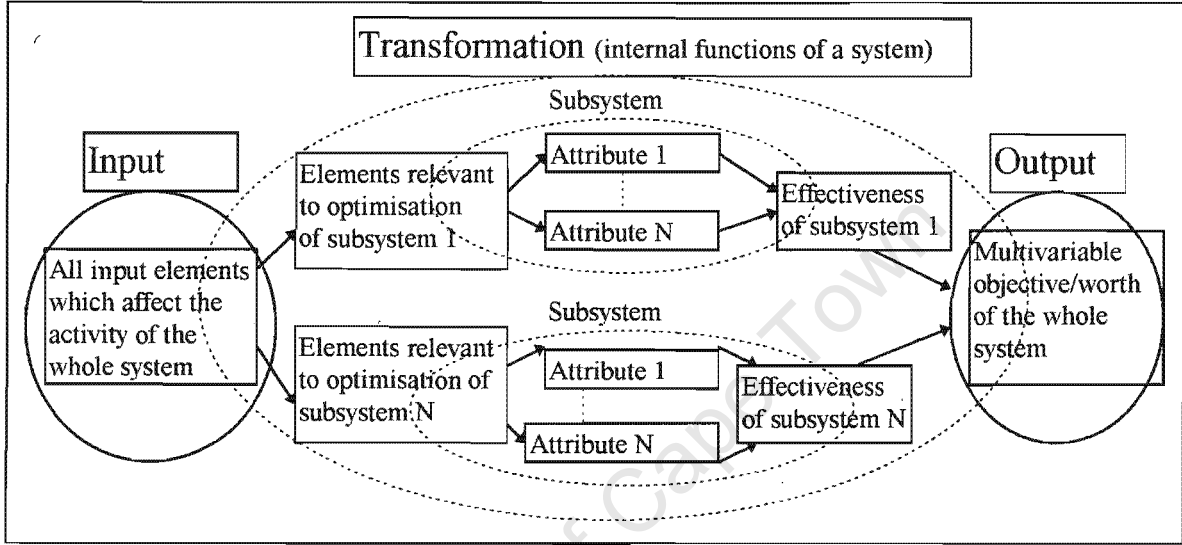 Transformation (internal functions of a system)
Subsystem
Input
Output
Elements relevant
to optimisation
of subsystem 1
Attribute 1
Attribute N
Effectiveness
of subsystem 1
All input elements
which affect the
activity of the
whole system
Multivariable
objective/worth
of the whole
system
Subsystem
Elements relevant
to optimisation of
subsystem N
Attribute 1
Attribute N
Effectiveness
of subsystem N
of Cape Town